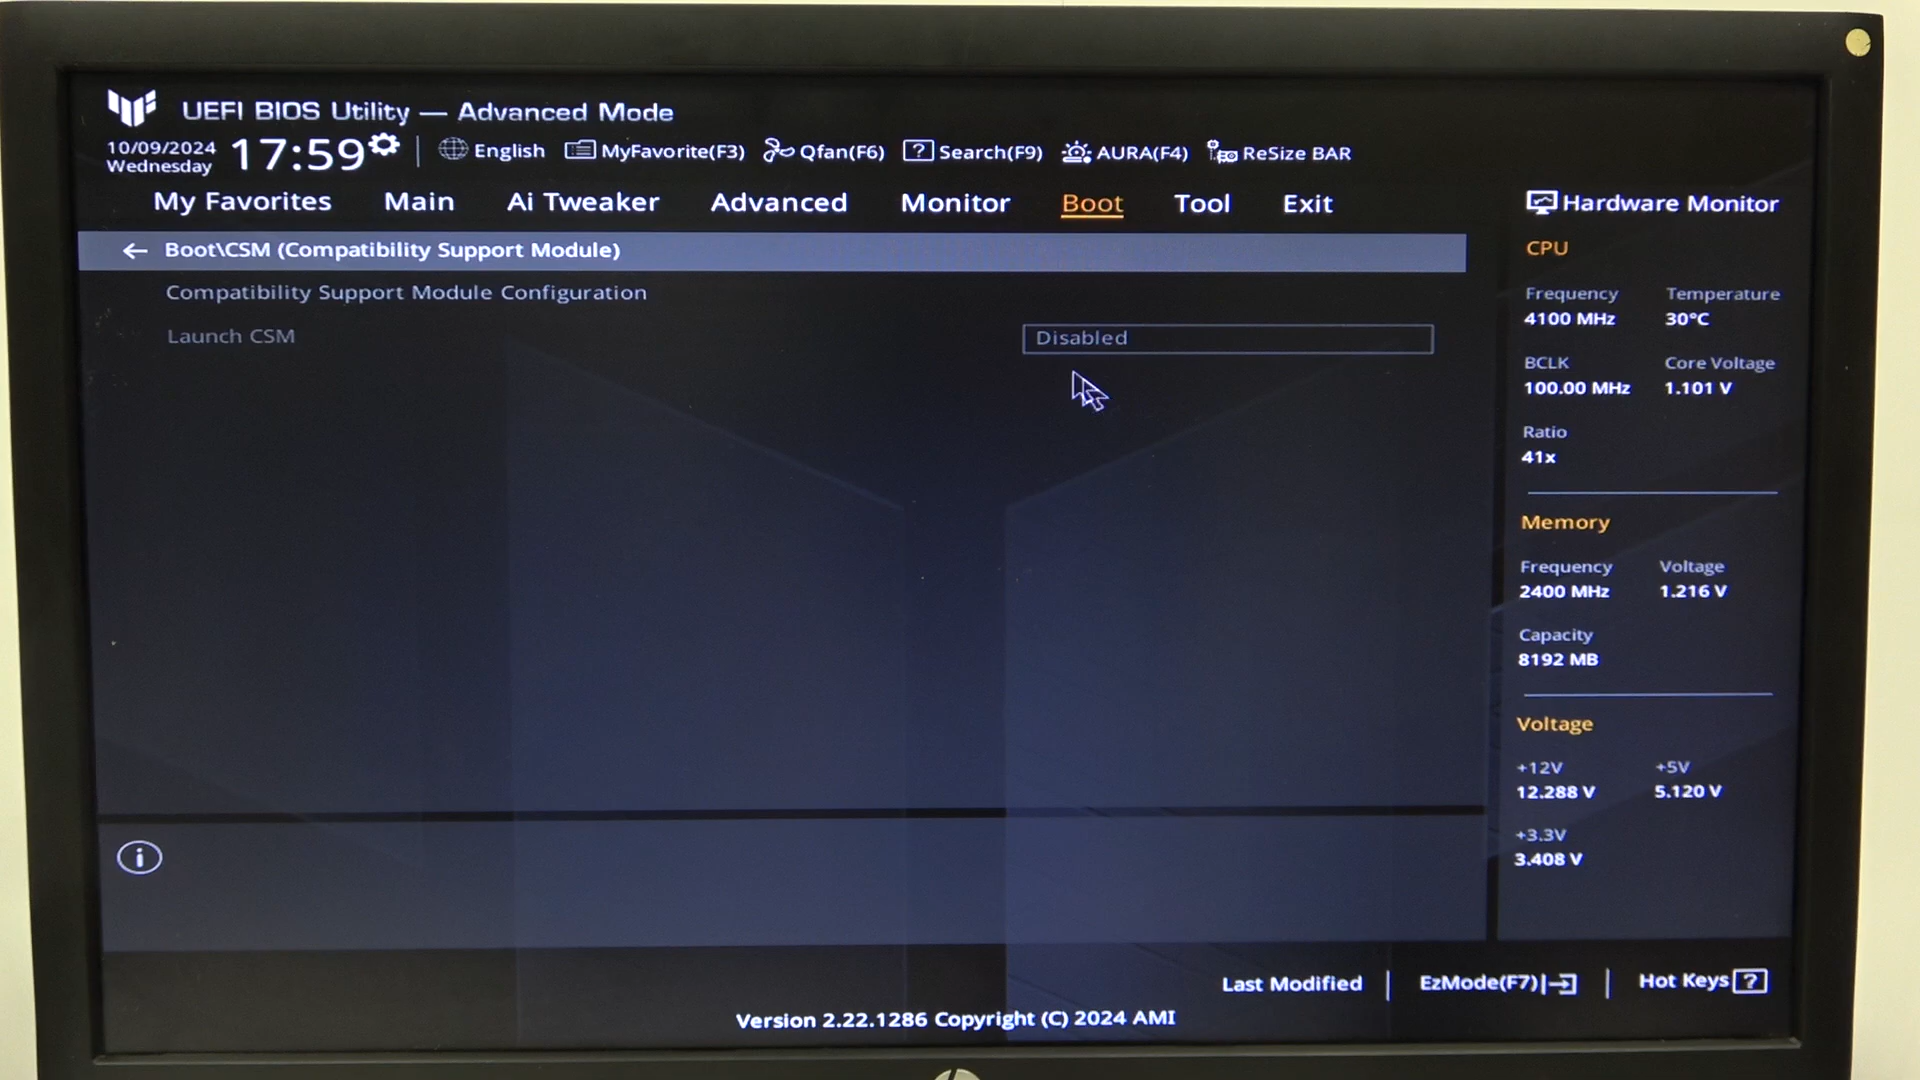 UEFI BIOS Utility — Advanced Mode
10/09/2024
Wednesday
17:59
English
MyFavorite(F3)
Qfan(F6)
? Search(F9)
AURA(F4)
ReSize BAR
My Favorites Main Ai Tweaker Advanced Monitor Boot Tool Exit
Hardware Monitor
← Boot\CSM (Compatibility Support Module)
Compatibility Support Module Configuration
Launch CSM Disabled
CPU
Frequency Temperature
4100 MHz 30°C
BCLK Core Voltage
100.00 MHz 1.101 V
Ratio
41x
Memory
Frequency Voltage
2400 MHz 1.216 V
Capacity
8192 MB
Voltage
+12V +5V
12.288 V 5.120 V
+3.3V
3.408 V
i
Last Modified | EzMode(F7) | Hot Keys ?
Version 2.22.1286 Copyright (C) 2024 AMI